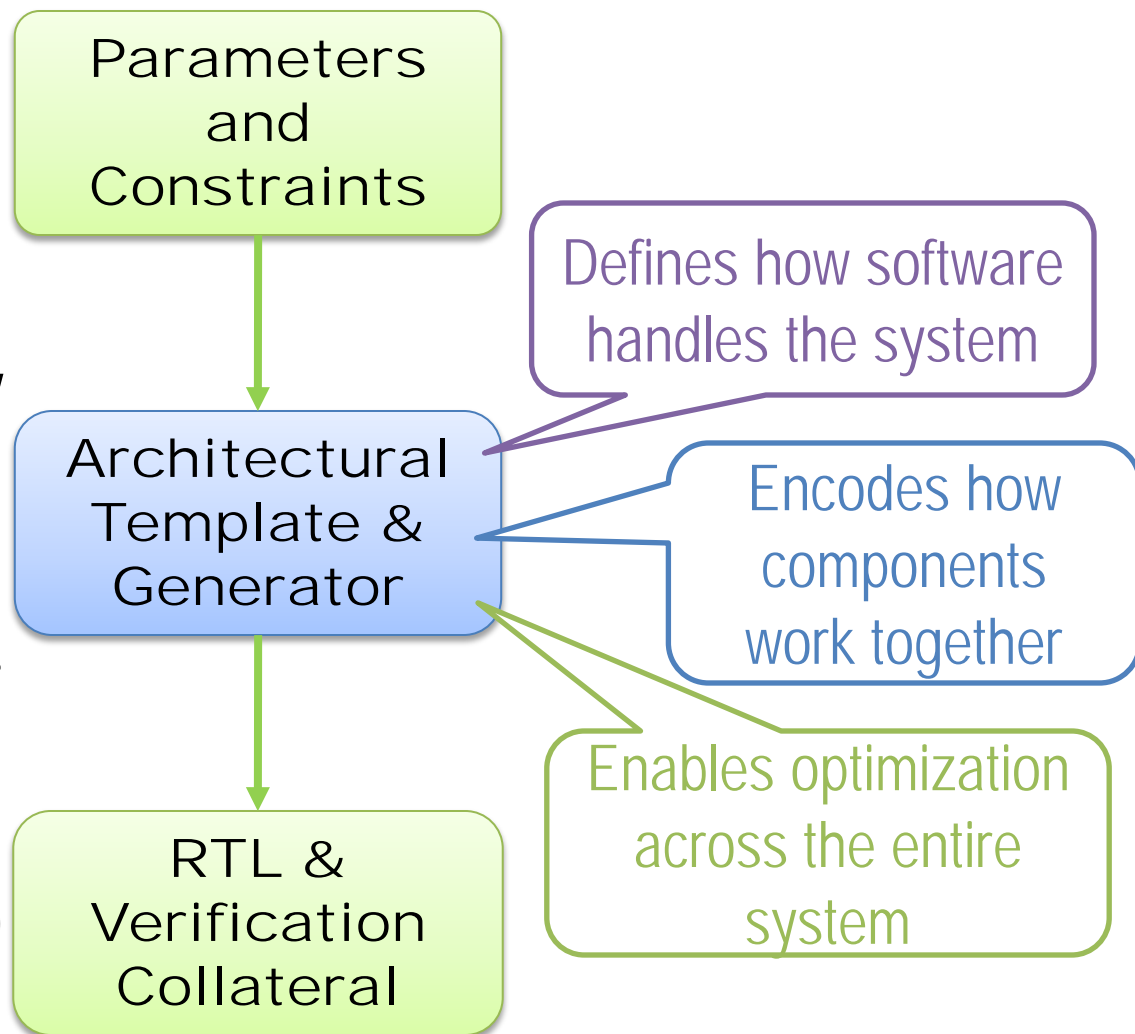 Parameters
and
Constraints
Defines how software
handles the system
Architectural
Template &
Generator
Encodes how
components
work together
Enables optimization
across the entire
system
RTL &
Verification
Collateral